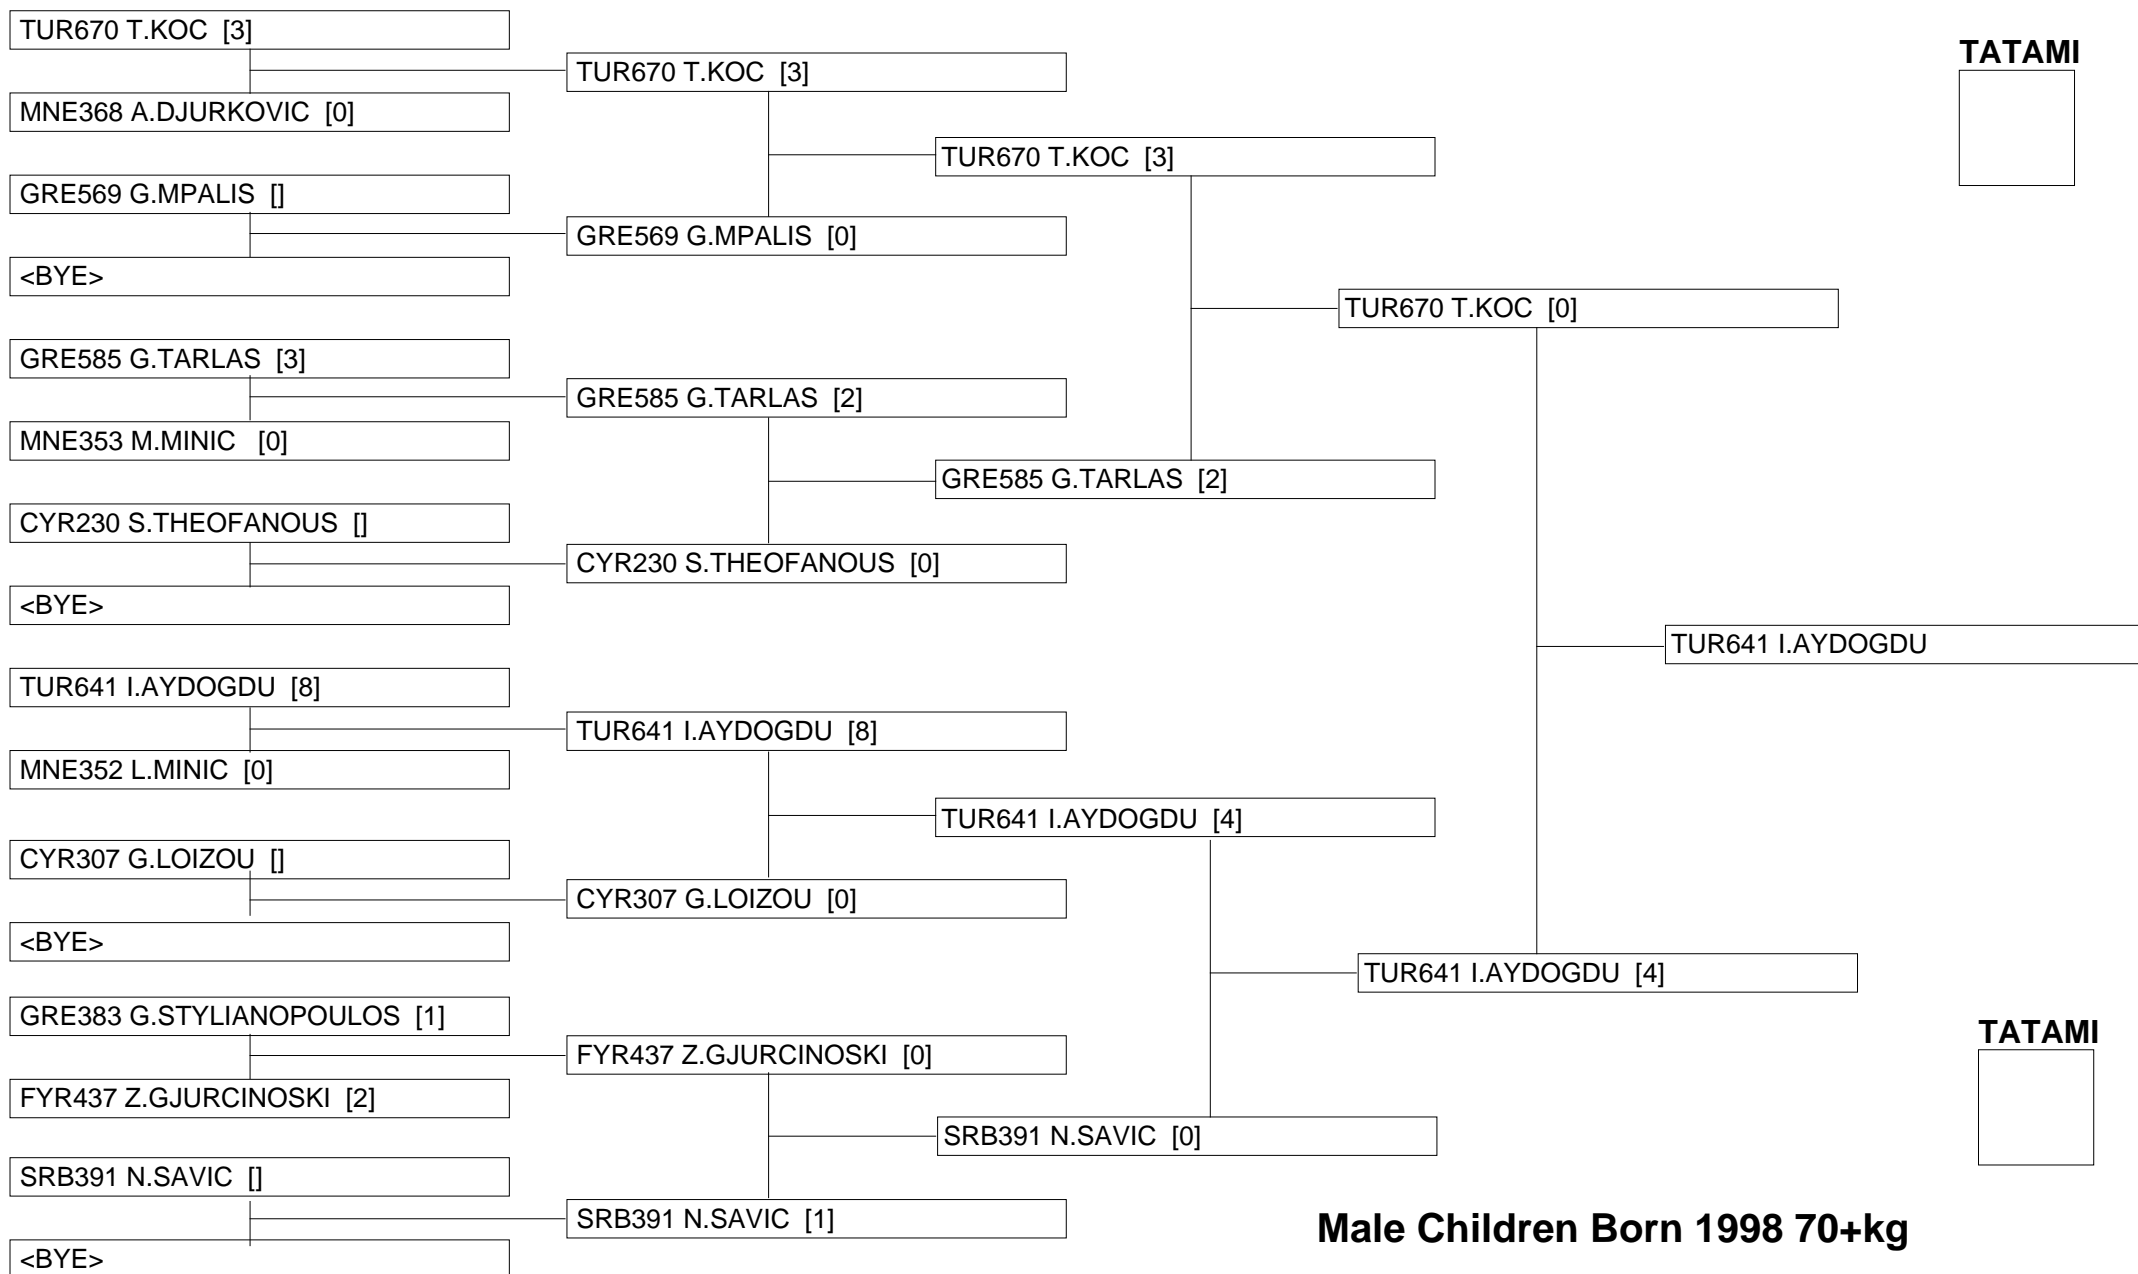 TUR670 T.KOC [3]
MNE368 A.DJURKOVIC [0]
GRE569 G.MPALIS []
<BYE>
GRE585 G.TARLAS [3]
MNE353 M.MINIC [0]
CYR230 S.THEOFANOUS []
<BYE>
TUR641 I.AYDOGDU [8]
MNE352 L.MINIC [0]
CYR307 G.LOIZOU []
<BYE>
GRE383 G.STYLIANOPOULOS [1]
FYR437 Z.GJURCINOSKI [2]
SRB391 N.SAVIC []
<BYE>
TUR670 T.KOC [3]
GRE569 G.MPALIS [0]
GRE585 G.TARLAS [2]
CYR230 S.THEOFANOUS [0]
TUR641 I.AYDOGDU [8]
CYR307 G.LOIZOU [0]
FYR437 Z.GJURCINOSKI [0]
SRB391 N.SAVIC [1]
TUR670 T.KOC [3]
GRE585 G.TARLAS [2]
TUR641 I.AYDOGDU [4]
SRB391 N.SAVIC [0]
TUR670 T.KOC [0]
TUR641 I.AYDOGDU [4]
TUR641 I.AYDOGDU
TATAMI
TATAMI
Male Children Born 1998 70+kg